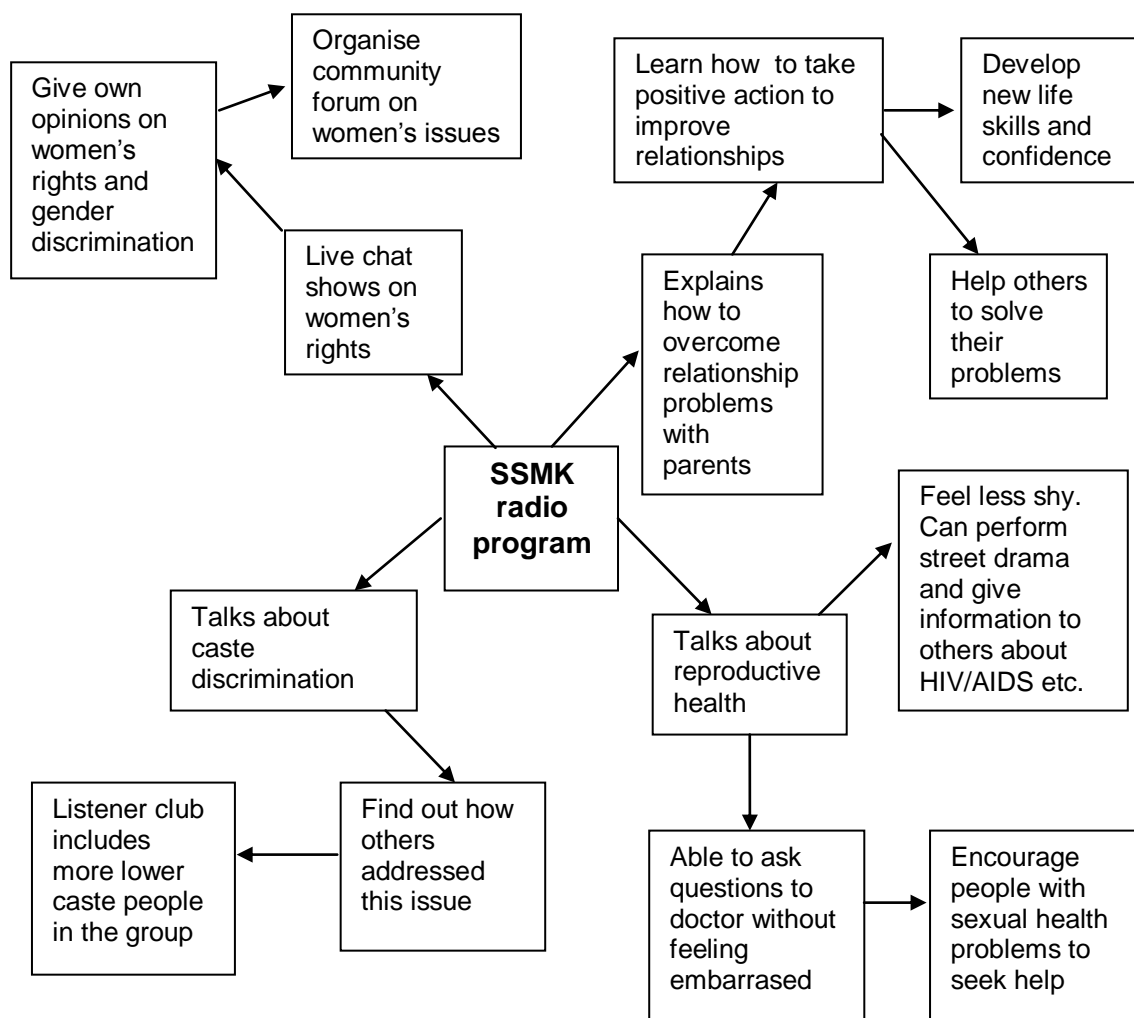 Organise
community
forum on
women's issues
Give own
opinions on
women's
rights and
gender
discrimination
Live chat
shows on
women's
rights
Learn how to take
positive action to
improve
relationships
Develop
new life
skills and
confidence
Explains
how to
overcome
relationship
problems
with
parents
Help others
to solve
their
problems
SSMK
radio
program
Talks about
caste
discrimination
Feel less shy.
Can perform
street drama
and give
information to
others about
HIV/AIDS etc.
Talks about
reproductive
health
Listener club
includes
more lower
caste people
in the group
Find out how
others
addressed
this issue
Able to ask
questions to
doctor without
feeling
embarrased
Encourage
people with
sexual health
problems to
seek help